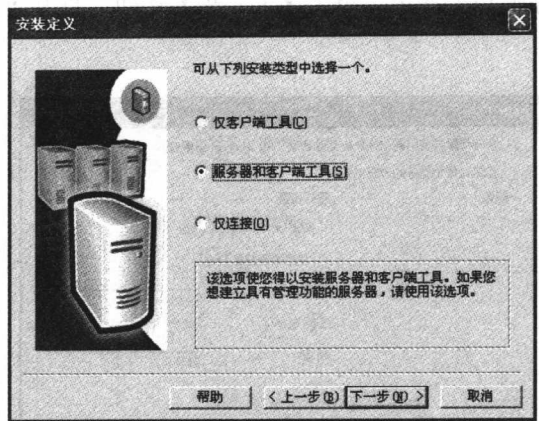 安装定义
可从下列安装类型中选择一个。
仅客户端工具(C)
服务器和客户端工具(S)
仅连接(O)
该选项使您得以安装服务器和客户端工具。如果您
想建立具有管理功能的服务器，请使用该选项。
帮助
< 上一步(B)
下一步(N) >
取消